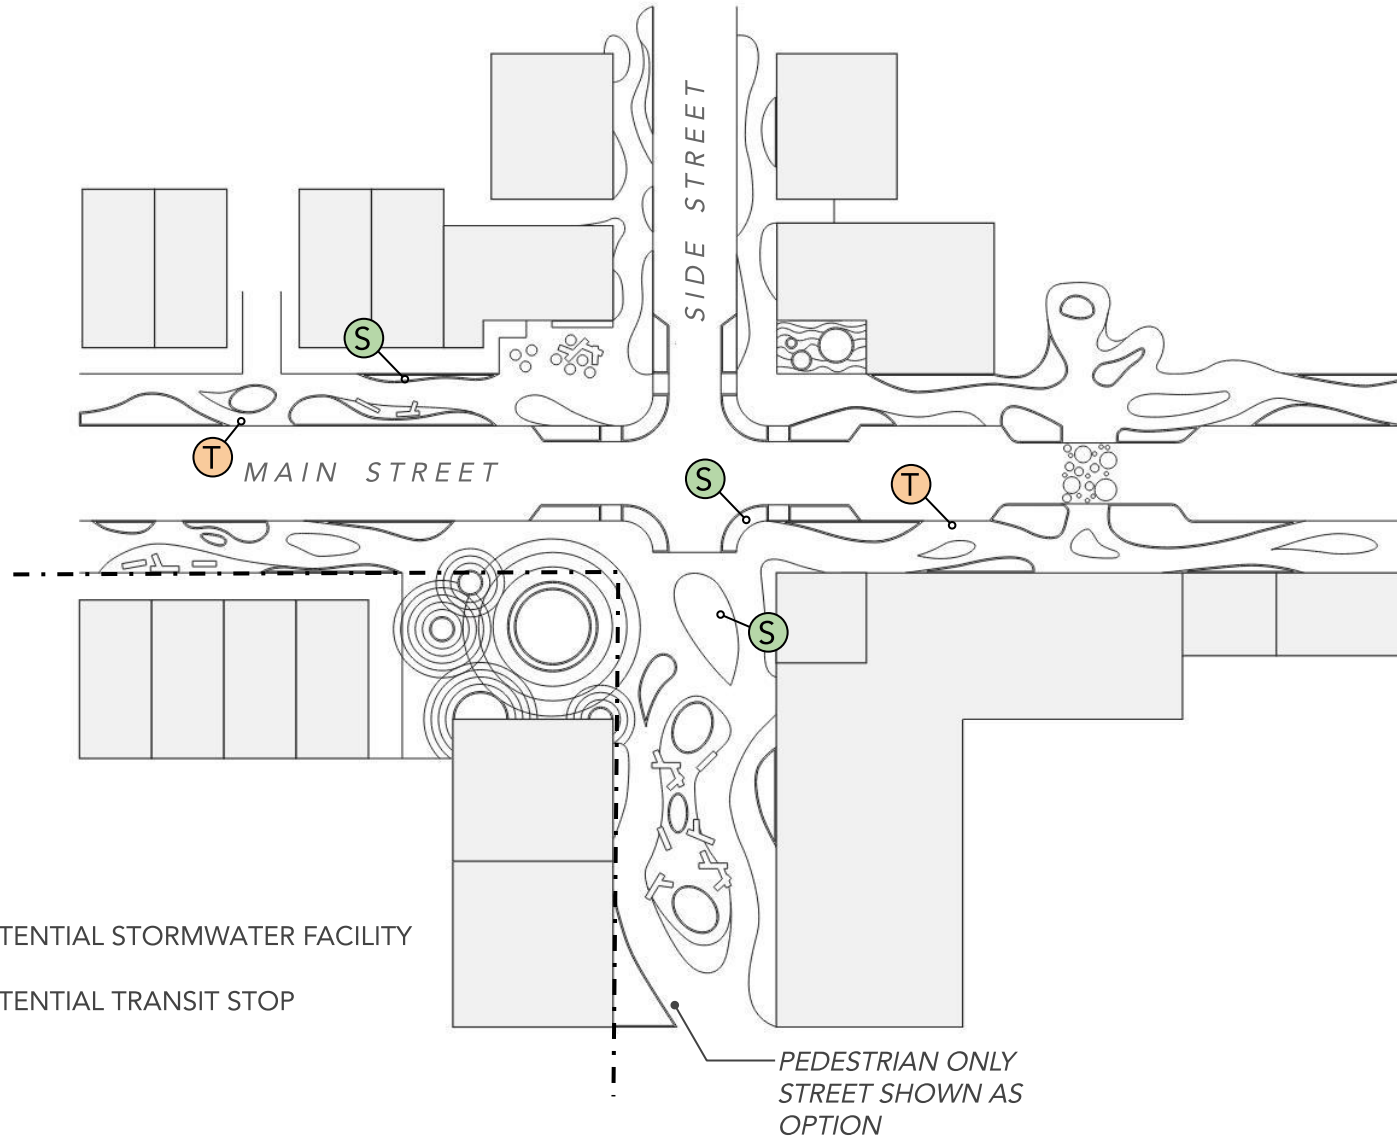 SIDE STREET
S
T
MAIN STREET
S
T
S
TENTIAL STORMWATER FACILITY
TENTIAL TRANSIT STOP
PEDESTRIAN ONLY
STREET SHOWN AS
OPTION